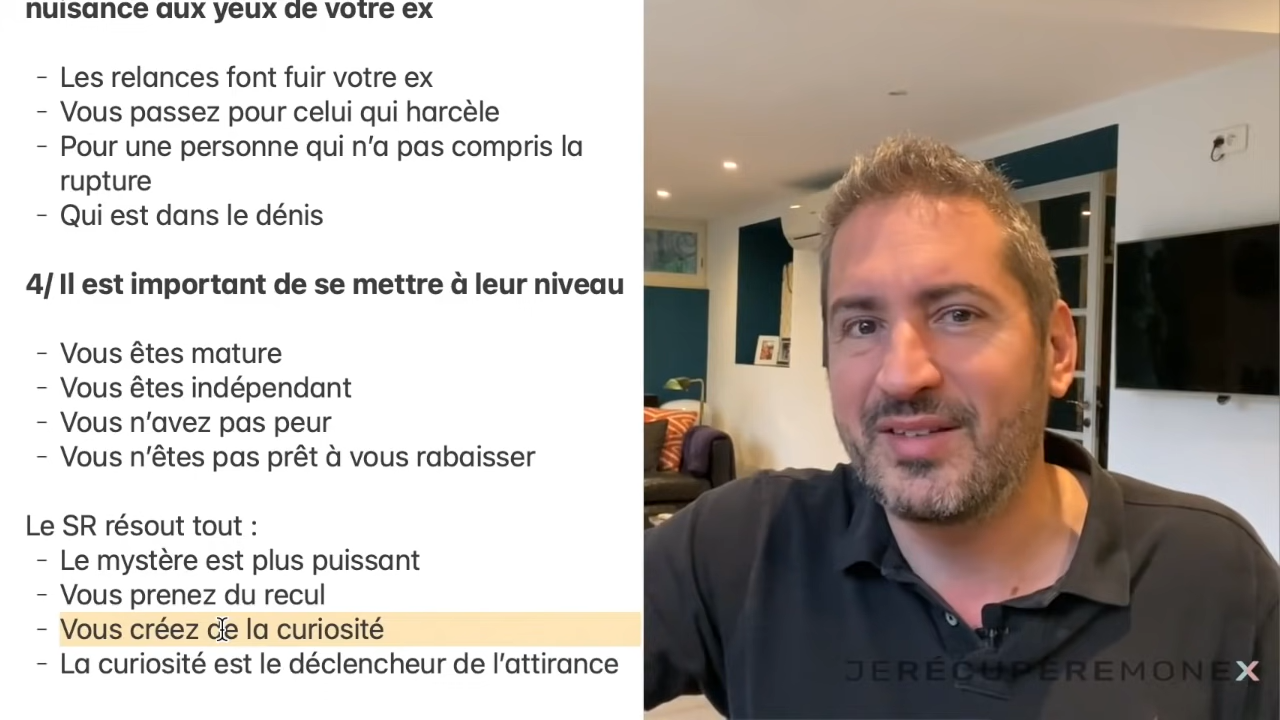 nuisance aux yeux de votre ex
- Les relances font fuir votre ex
- Vous passez pour celui qui harcèle
- Pour une personne qui n’a pas compris la
rupture
- Qui est dans le dénis
4/ Il est important de se mettre à leur niveau
- Vous êtes mature
- Vous êtes indépendant
- Vous n’avez pas peur
- Vous n’êtes pas prêt à vous rabaisser
Le SR résout tout :
- Le mystère est plus puissant
- Vous prenez du recul
- Vous créez de la curiosité
- La curiosité est le déclencheur de l’attirance
JERÉCUPÈREMONEX